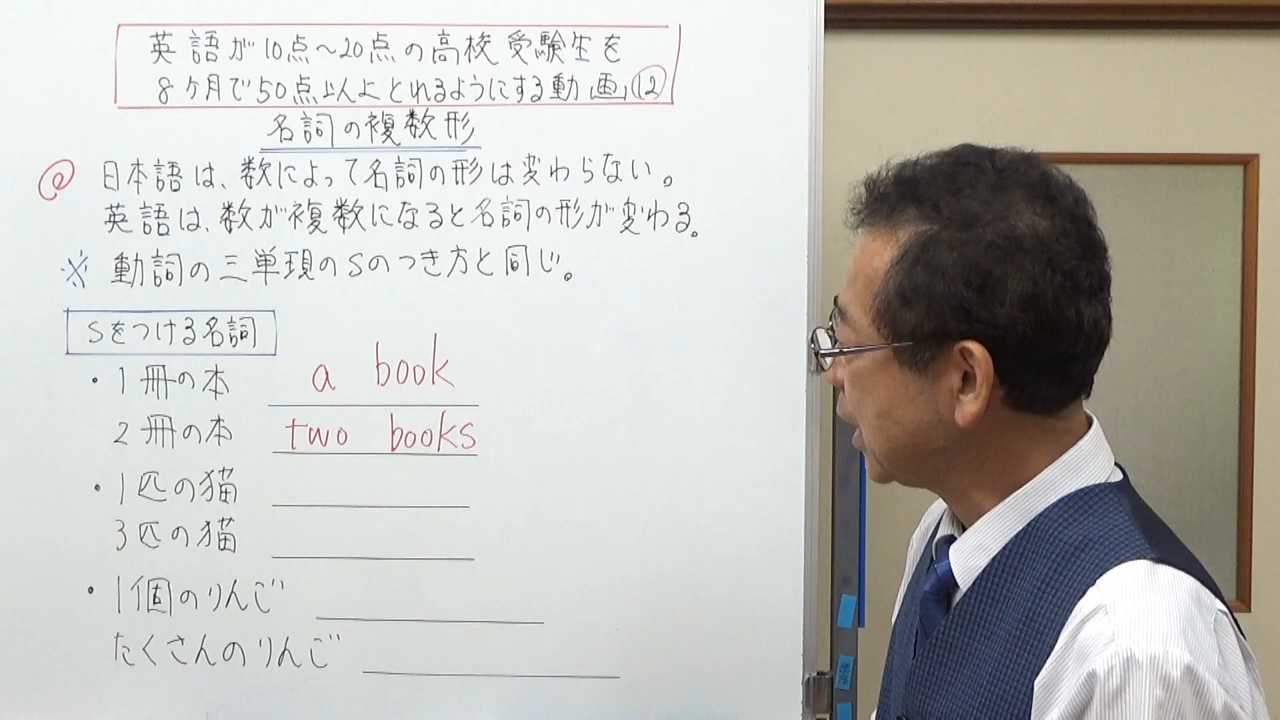 英語が10点〜20点の高校受験生を
8ヶ月で50点以上とれるようにする動画⑫
名詞の複数形
@ 日本語は、数によって名詞の形は変わらない。
英語は、数が複数になると名詞の形が変わる。
※ 動詞の三単現のSのつき方と同じ。
Sをつける名詞
・1冊の本 a book
2冊の本 two books
・1匹の猫
3匹の猫
・1個のりんご
たくさんのりんご